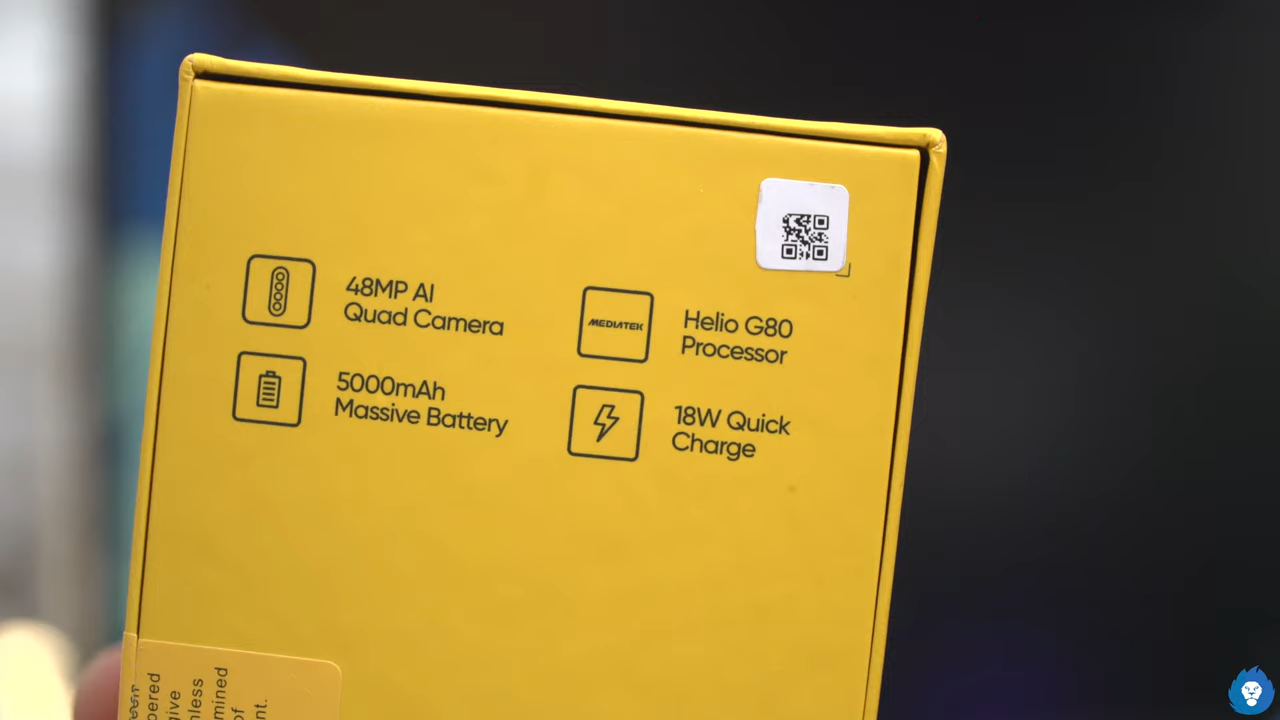 48MP AI
Quad Camera
MEDIATEK
Helio G80
Processor
5000mAh
Massive Battery
18W Quick
Charge